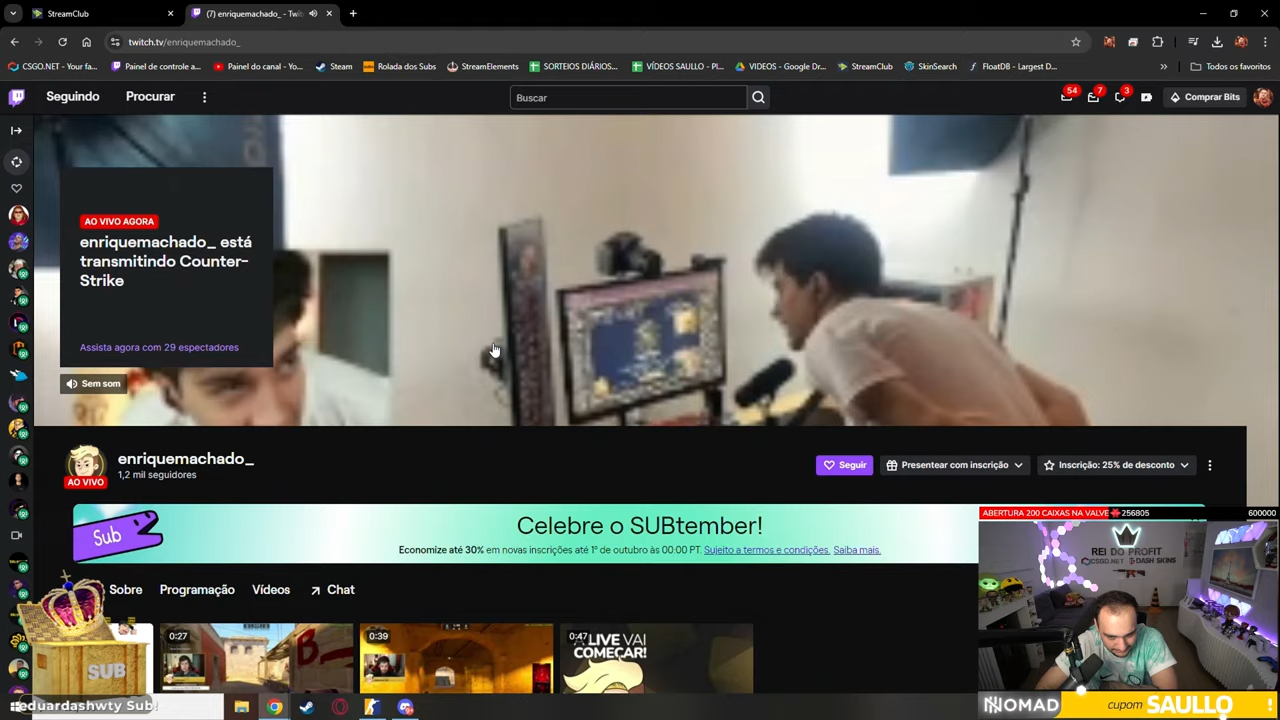 StreamClub
(7) enriquemachado_ - Twit
twitch.tv/enriquemachado_
CSGO.NET - Your fa...
Painel de controle a...
Painel do canal - Yo...
Steam
Rolada dos Subs
StreamElements
SORTEIOS DIÁRIOS...
VÍDEOS SAULLO - Pl...
VIDEOS - Google Dr...
StreamClub
SkinSearch
FloatDB - Largest D...
Todos os favoritos
Seguindo
Procurar
Buscar
54
7
3
Comprar Bits
AO VIVO AGORA
enriquemachado_ está
transmitindo Counter-
Strike
Assista agora com 29 espectadores
Sem som
enriquemachado_
1,2 mil seguidores
AO VIVO
Seguir
Presentear com inscrição
Inscrição: 25% de desconto
Sub
Celebre o SUBtember!
Economize até 30% em novas inscrições até 1º de outubro às 00:00 PT. Sujeito a termos e condições. Saiba mais.
ABERTURA 200 CAIXAS NA VALVE 256805
600000
REI DO PROFIT
CSGO.NET DASH SKINS
Sobre
Programação
Vídeos
Chat
0:27
0:39
0:47
A LIVE VAI
COMEÇAR!
SUB
eduardashwty Sub!
NOMAD
cupom SAULLO